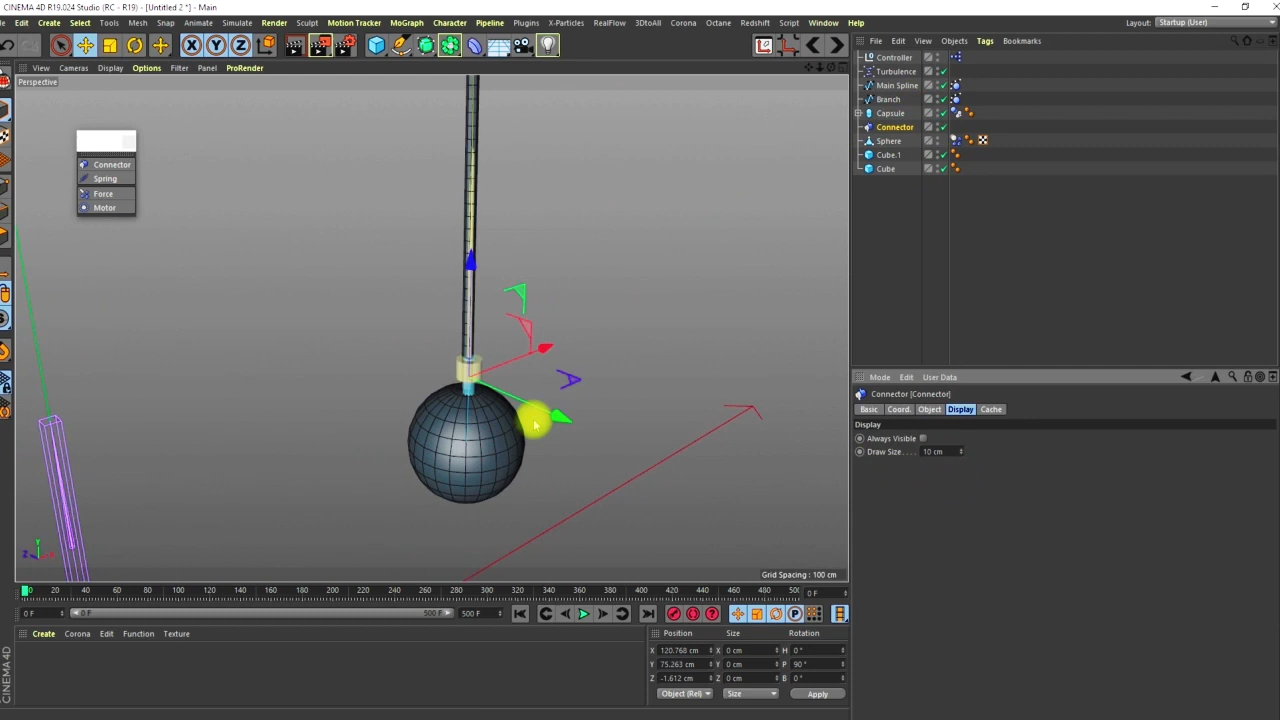 CINEMA 4D R19.024 Studio (RC - R19) - [Untitled 2 *] - Main
File Edit Create Select Tools Mesh Snap Animate Simulate Render Sculpt Motion Tracker MoGraph Character Pipeline Plugins X-Particles RealFlow 3DtoAll Corona Octane Redshift Script Window Help
Layout: Startup (User)
X Y Z
File Edit View Objects Tags Bookmarks
View Cameras Display Options Filter Panel ProRender
Perspective
Controller
Turbulence
Main Spline
Branch
Capsule
Connector
Sphere
Cube.1
Cube
Connector
Spring
Force
Motor
Mode Edit User Data
Connector [Connector]
Basic Coord. Object Display Cache
Display
Always Visible
Draw Size. . . . 10 cm
Y
Z X
Grid Spacing : 100 cm
0 20 40 60 80 100 120 140 160 180 200 220 240 260 280 300 320 340 360 380 400 420 440 460 480 500
0 F
0 F 0 F 500 F 500 F
Create Corona Edit Function Texture
Position Size Rotation
X 120.768 cm X 0 cm H 0 °
Y 75.263 cm Y 0 cm P 90 °
Z -1.612 cm Z 0 cm B 0 °
Object (Rel) Size Apply
CINEMA 4D